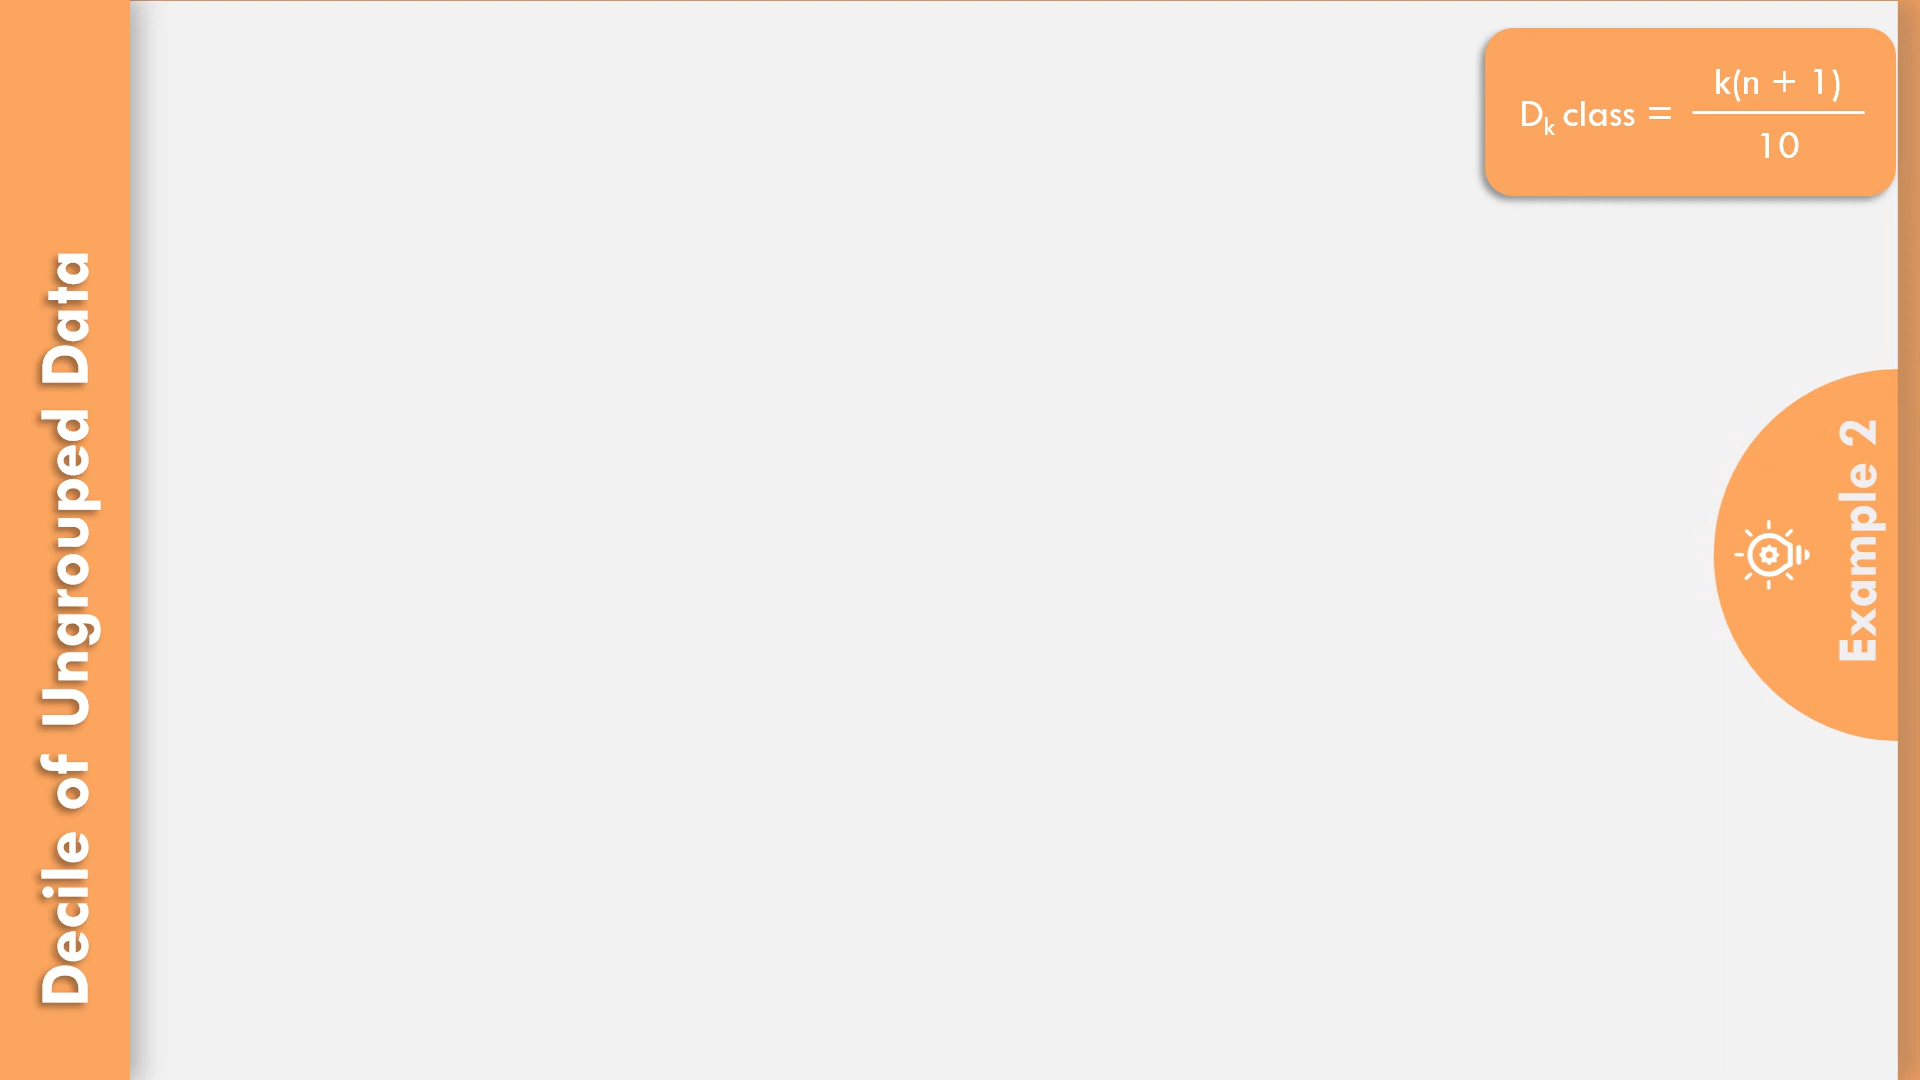 Decile of Ungrouped Data
Dk class = k(n + 1)
10
Example 2